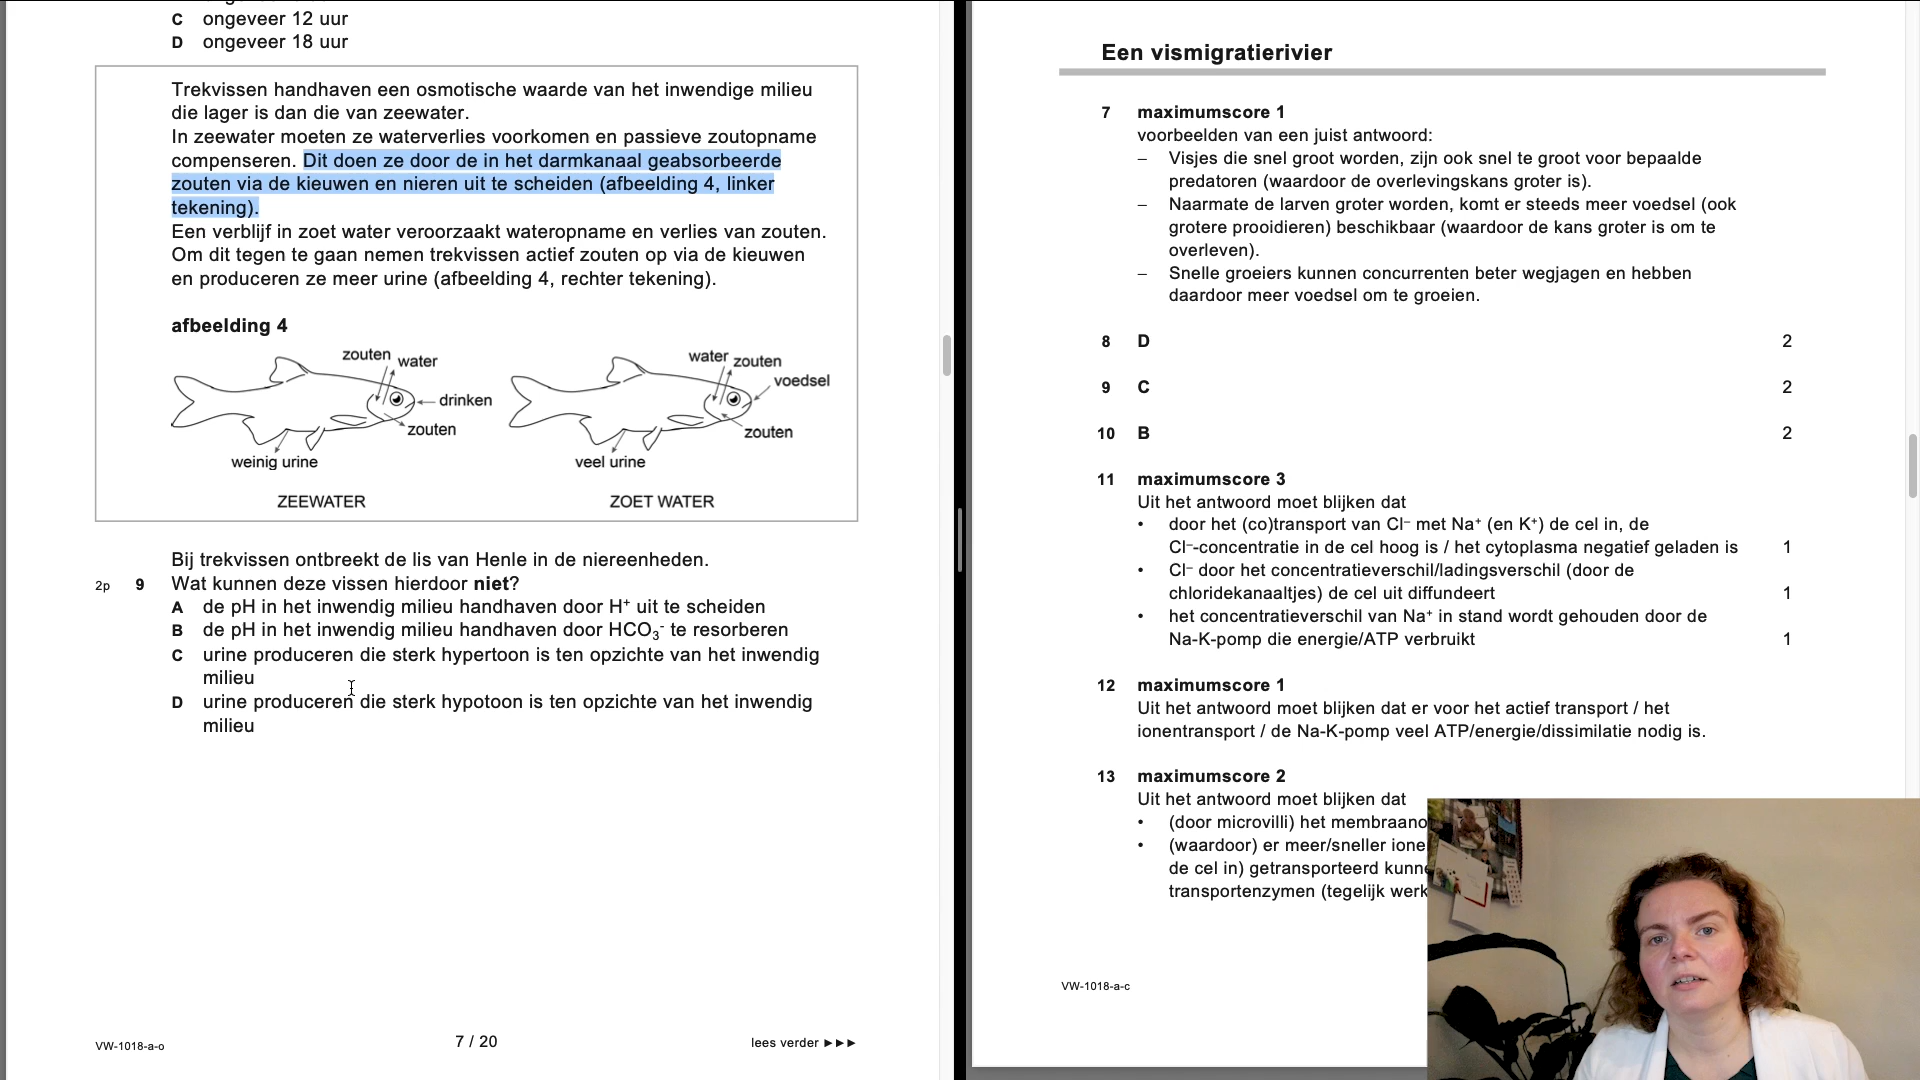 C ongeveer 12 uur
D ongeveer 18 uur
Trekvissen handhaven een osmotische waarde van het inwendige milieu
die lager is dan die van zeewater.
In zeewater moeten ze waterverlies voorkomen en passieve zoutopname
compenseren. Dit doen ze door de in het darmkanaal geabsorbeerde
zouten via de kieuwen en nieren uit te scheiden (afbeelding 4, linker
tekening).
Een verblijf in zoet water veroorzaakt wateropname en verlies van zouten.
Om dit tegen te gaan nemen trekvissen actief zouten op via de kieuwen
en produceren ze meer urine (afbeelding 4, rechter tekening).
afbeelding 4
zouten water
drinken
zouten
weinig urine
ZEEWATER
water zouten
voedsel
zouten
veel urine
ZOET WATER
Bij trekvissen ontbreekt de lis van Henle in de niereenheden.
2p 9 Wat kunnen deze vissen hierdoor niet?
A de pH in het inwendig milieu handhaven door H⁺ uit te scheiden
B de pH in het inwendig milieu handhaven door HCO₃⁻ te resorberen
C urine produceren die sterk hypertoon is ten opzichte van het inwendig
milieu
D urine produceren die sterk hypotoon is ten opzichte van het inwendig
milieu
VW-1018-a-o 7 / 20 lees verder ►►►
Een vismigratierivier
7 maximumscore 1
voorbeelden van een juist antwoord:
– Visjes die snel groot worden, zijn ook snel te groot voor bepaalde
predatoren (waardoor de overlevingskans groter is).
– Naarmate de larven groter worden, komt er steeds meer voedsel (ook
grotere prooidieren) beschikbaar (waardoor de kans groter is om te
overleven).
– Snelle groeiers kunnen concurrenten beter wegjagen en hebben
daardoor meer voedsel om te groeien.
8 D 2
9 C 2
10 B 2
11 maximumscore 3
Uit het antwoord moet blijken dat
• door het (co)transport van Cl⁻ met Na⁺ (en K⁺) de cel in, de
Cl⁻-concentratie in de cel hoog is / het cytoplasma negatief geladen is 1
• Cl⁻ door het concentratieverschil/ladingsverschil (door de
chloridekanaaltjes) de cel uit diffundeert 1
• het concentratieverschil van Na⁺ in stand wordt gehouden door de
Na-K-pomp die energie/ATP verbruikt 1
12 maximumscore 1
Uit het antwoord moet blijken dat er voor het actief transport / het
ionentransport / de Na-K-pomp veel ATP/energie/dissimilatie nodig is.
13 maximumscore 2
Uit het antwoord moet blijken dat
• (door microvilli) het
• (waardoor) er meer/sneller
de cel in) getransporteerd
transportenzymen (tegelijk
VW-1018-a-c